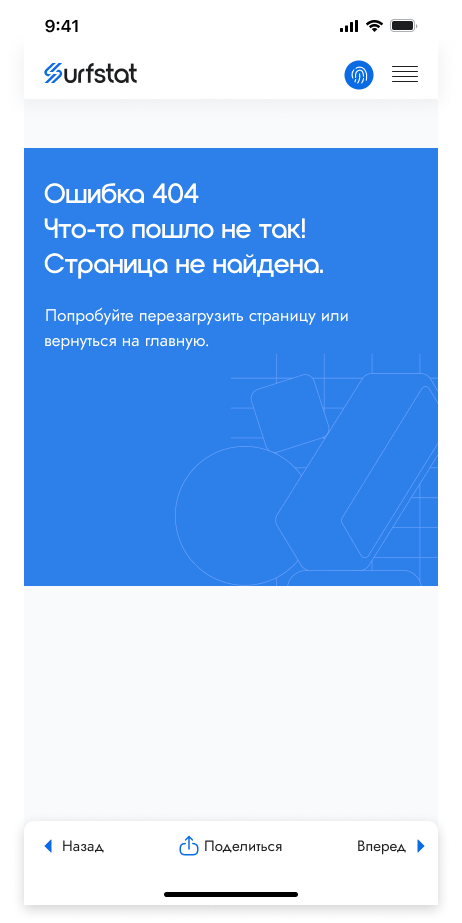 9:41
Surfstat
Ошибка 404
Что-то пошло не так!
Страница не найдена.
Попробуйте перезагрузить страницу или
вернуться на главную.
Назад
Поделиться
Вперед